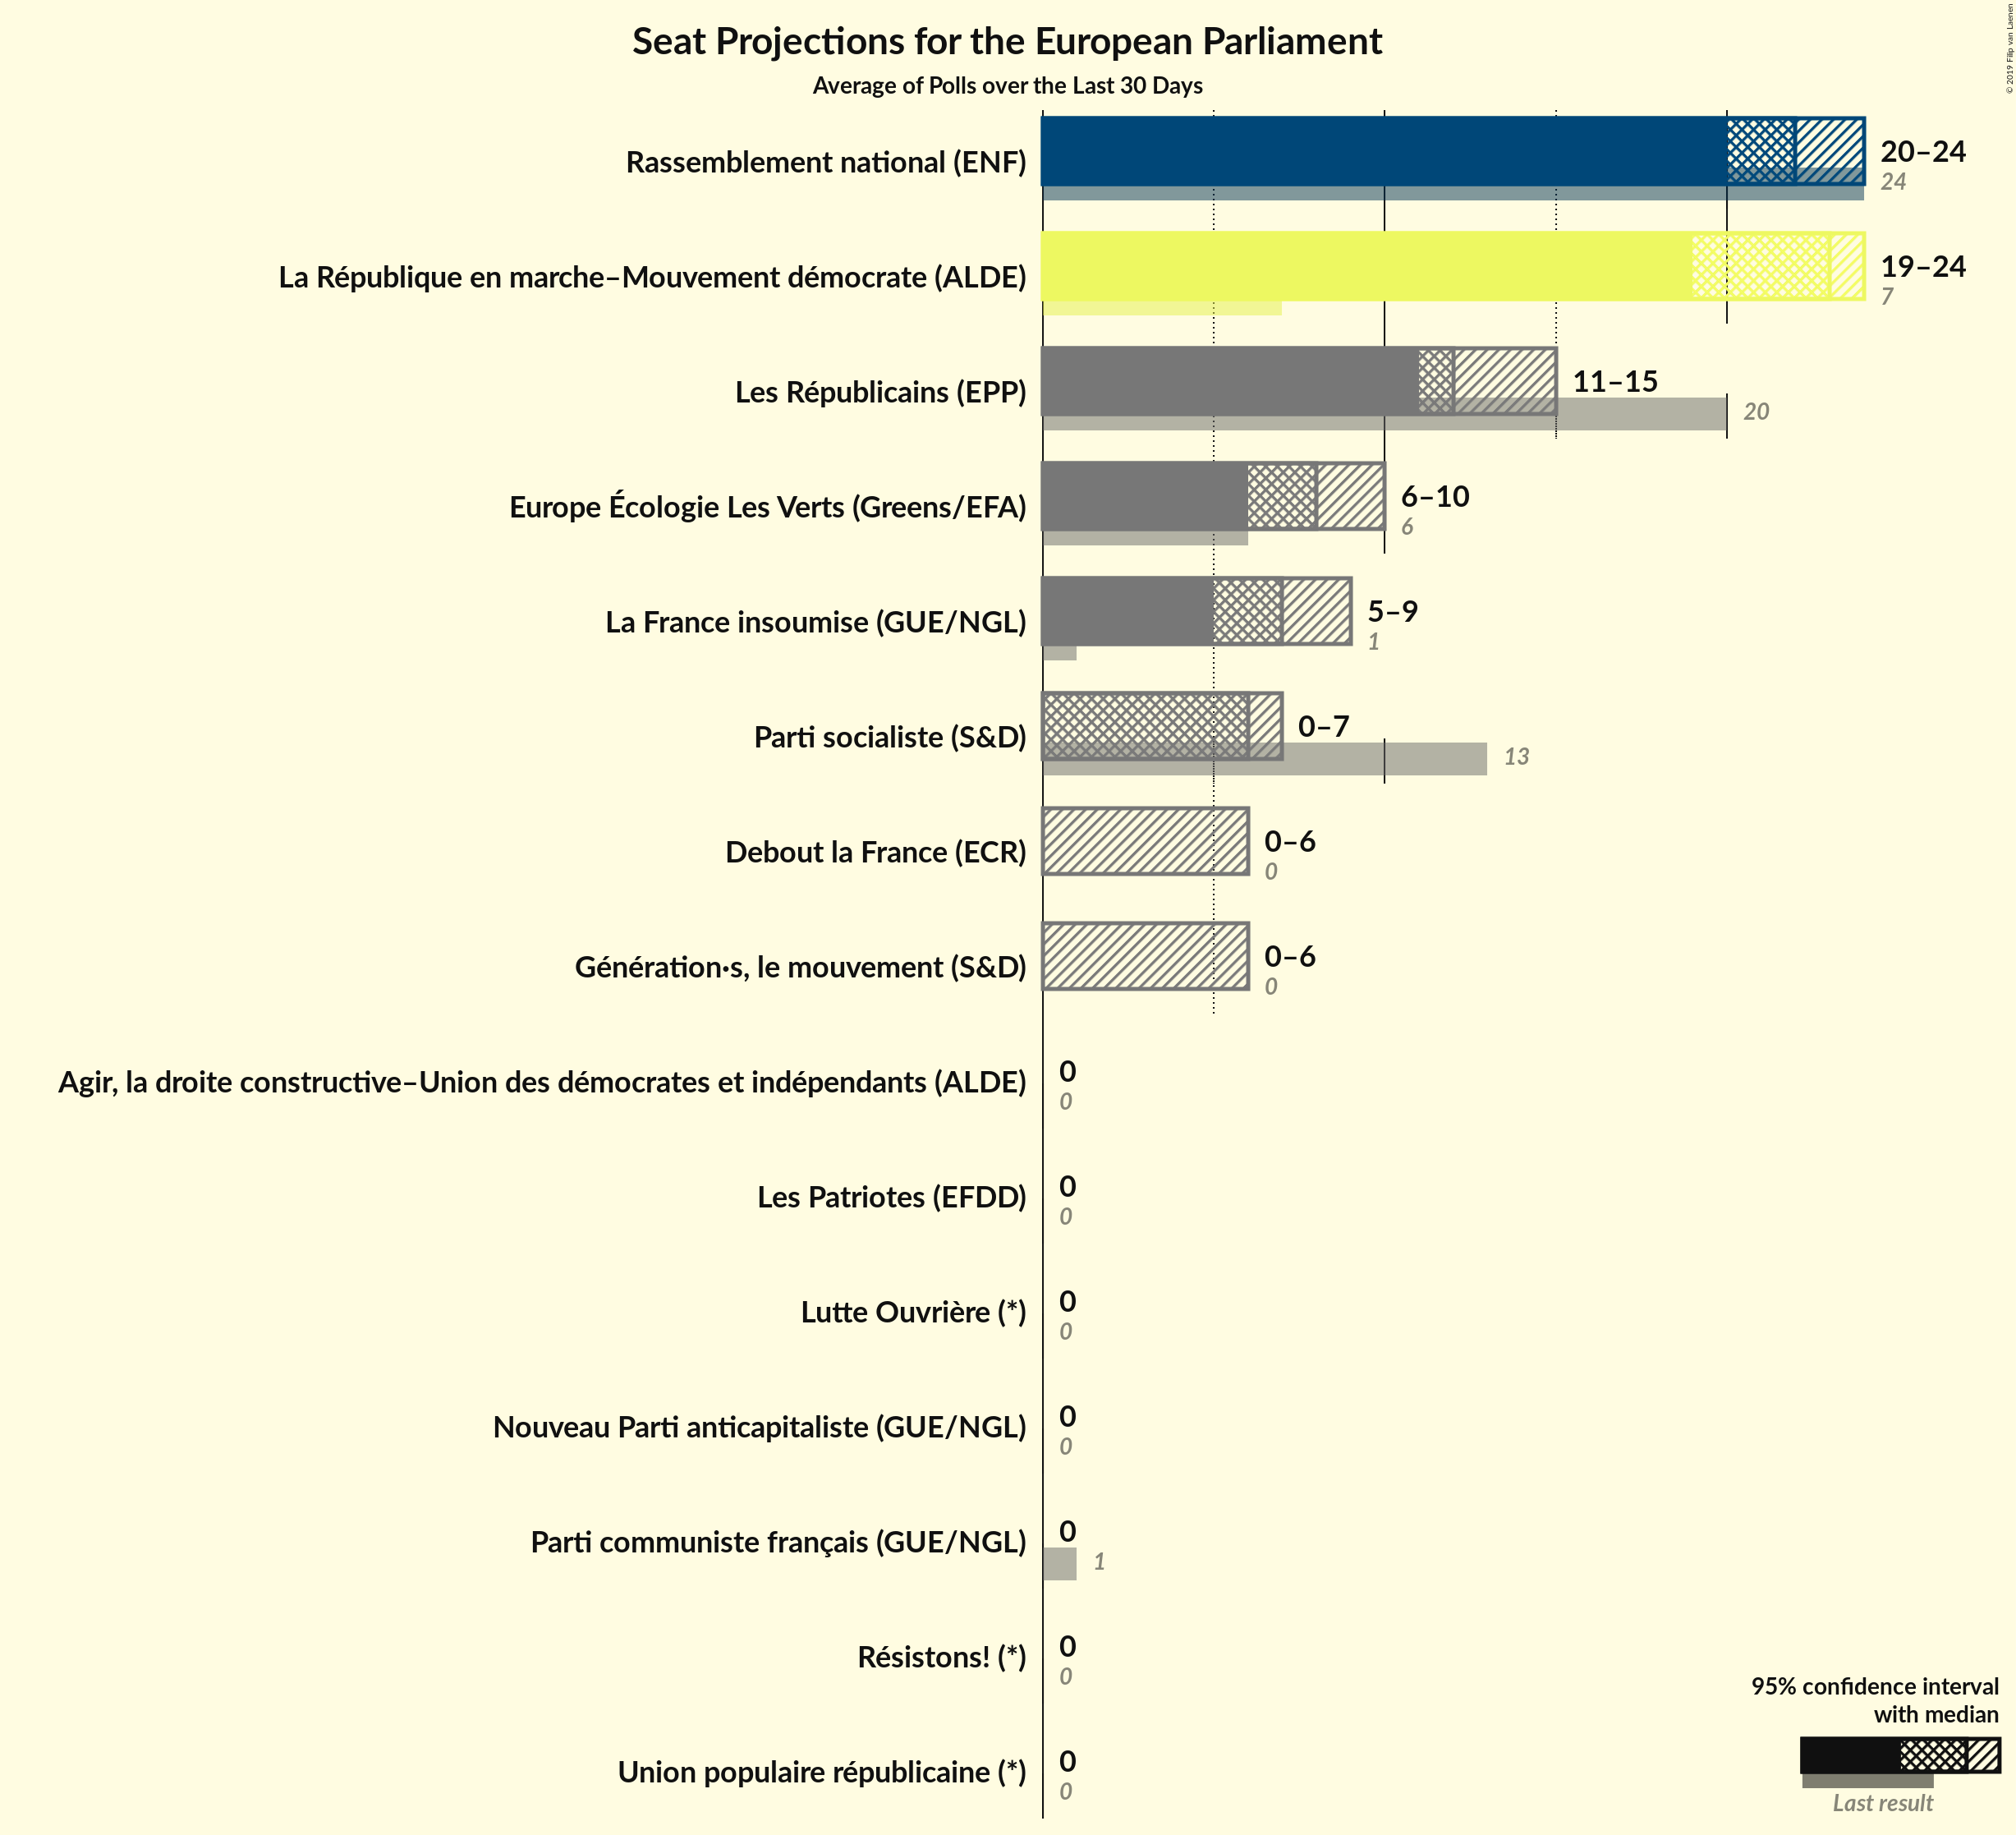 Seat Projections for the European Parliament
Average of Polls over the Last 30 Days
© 2019 Filip van Laenen
Rassemblement national (ENF)
20–24
24
La République en marche–Mouvement démocrate (ALDE)
19–24
7
Les Républicains (EPP)
11–15
20
Europe Écologie Les Verts (Greens/EFA)
6–10
6
La France insoumise (GUE/NGL)
5–9
1
Parti socialiste (S&D)
0–7
13
Debout la France (ECR)
0–6
0
Génération·s, le mouvement (S&D)
0–6
0
Agir, la droite constructive–Union des démocrates et indépendants (ALDE)
0
0
Les Patriotes (EFDD)
0
0
Lutte Ouvrière (*)
0
0
Nouveau Parti anticapitaliste (GUE/NGL)
0
0
Parti communiste français (GUE/NGL)
0
1
Résistons! (*)
0
0
Union populaire républicaine (*)
0
0
95% confidence interval
with median
Last result